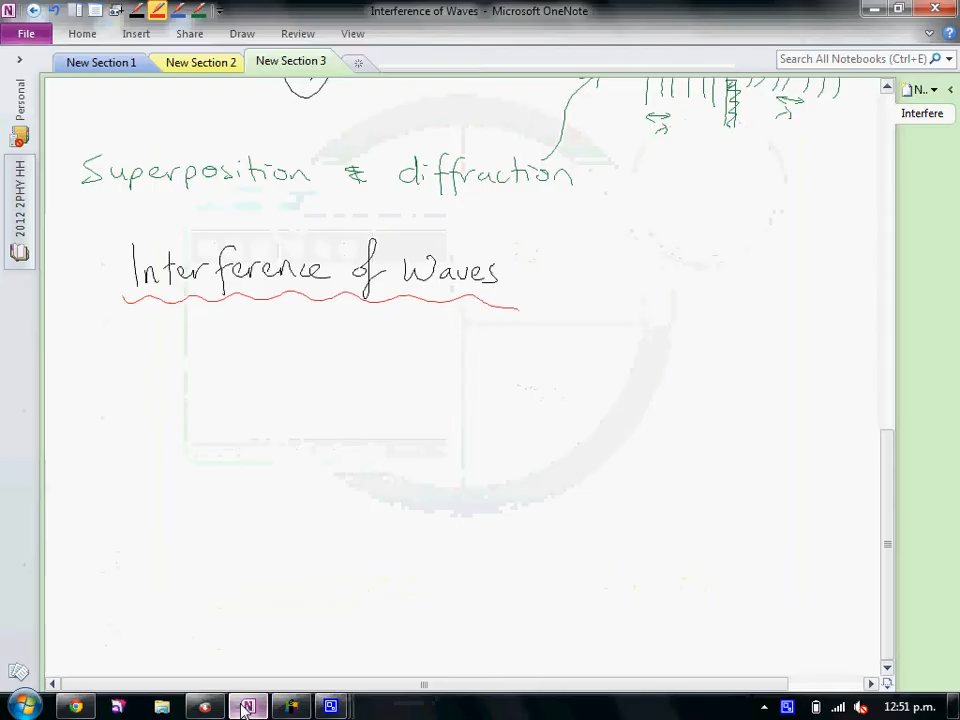 Interference of Waves - Microsoft OneNote
File Home Insert Share Draw Review View
New Section 1 New Section 2 New Section 3 Search All Notebooks (Ctrl+E)
N..
Personal
Interfere
2012 2PHY HH
λ λ
Superposition & diffraction
Interference of Waves
12:51 p.m.